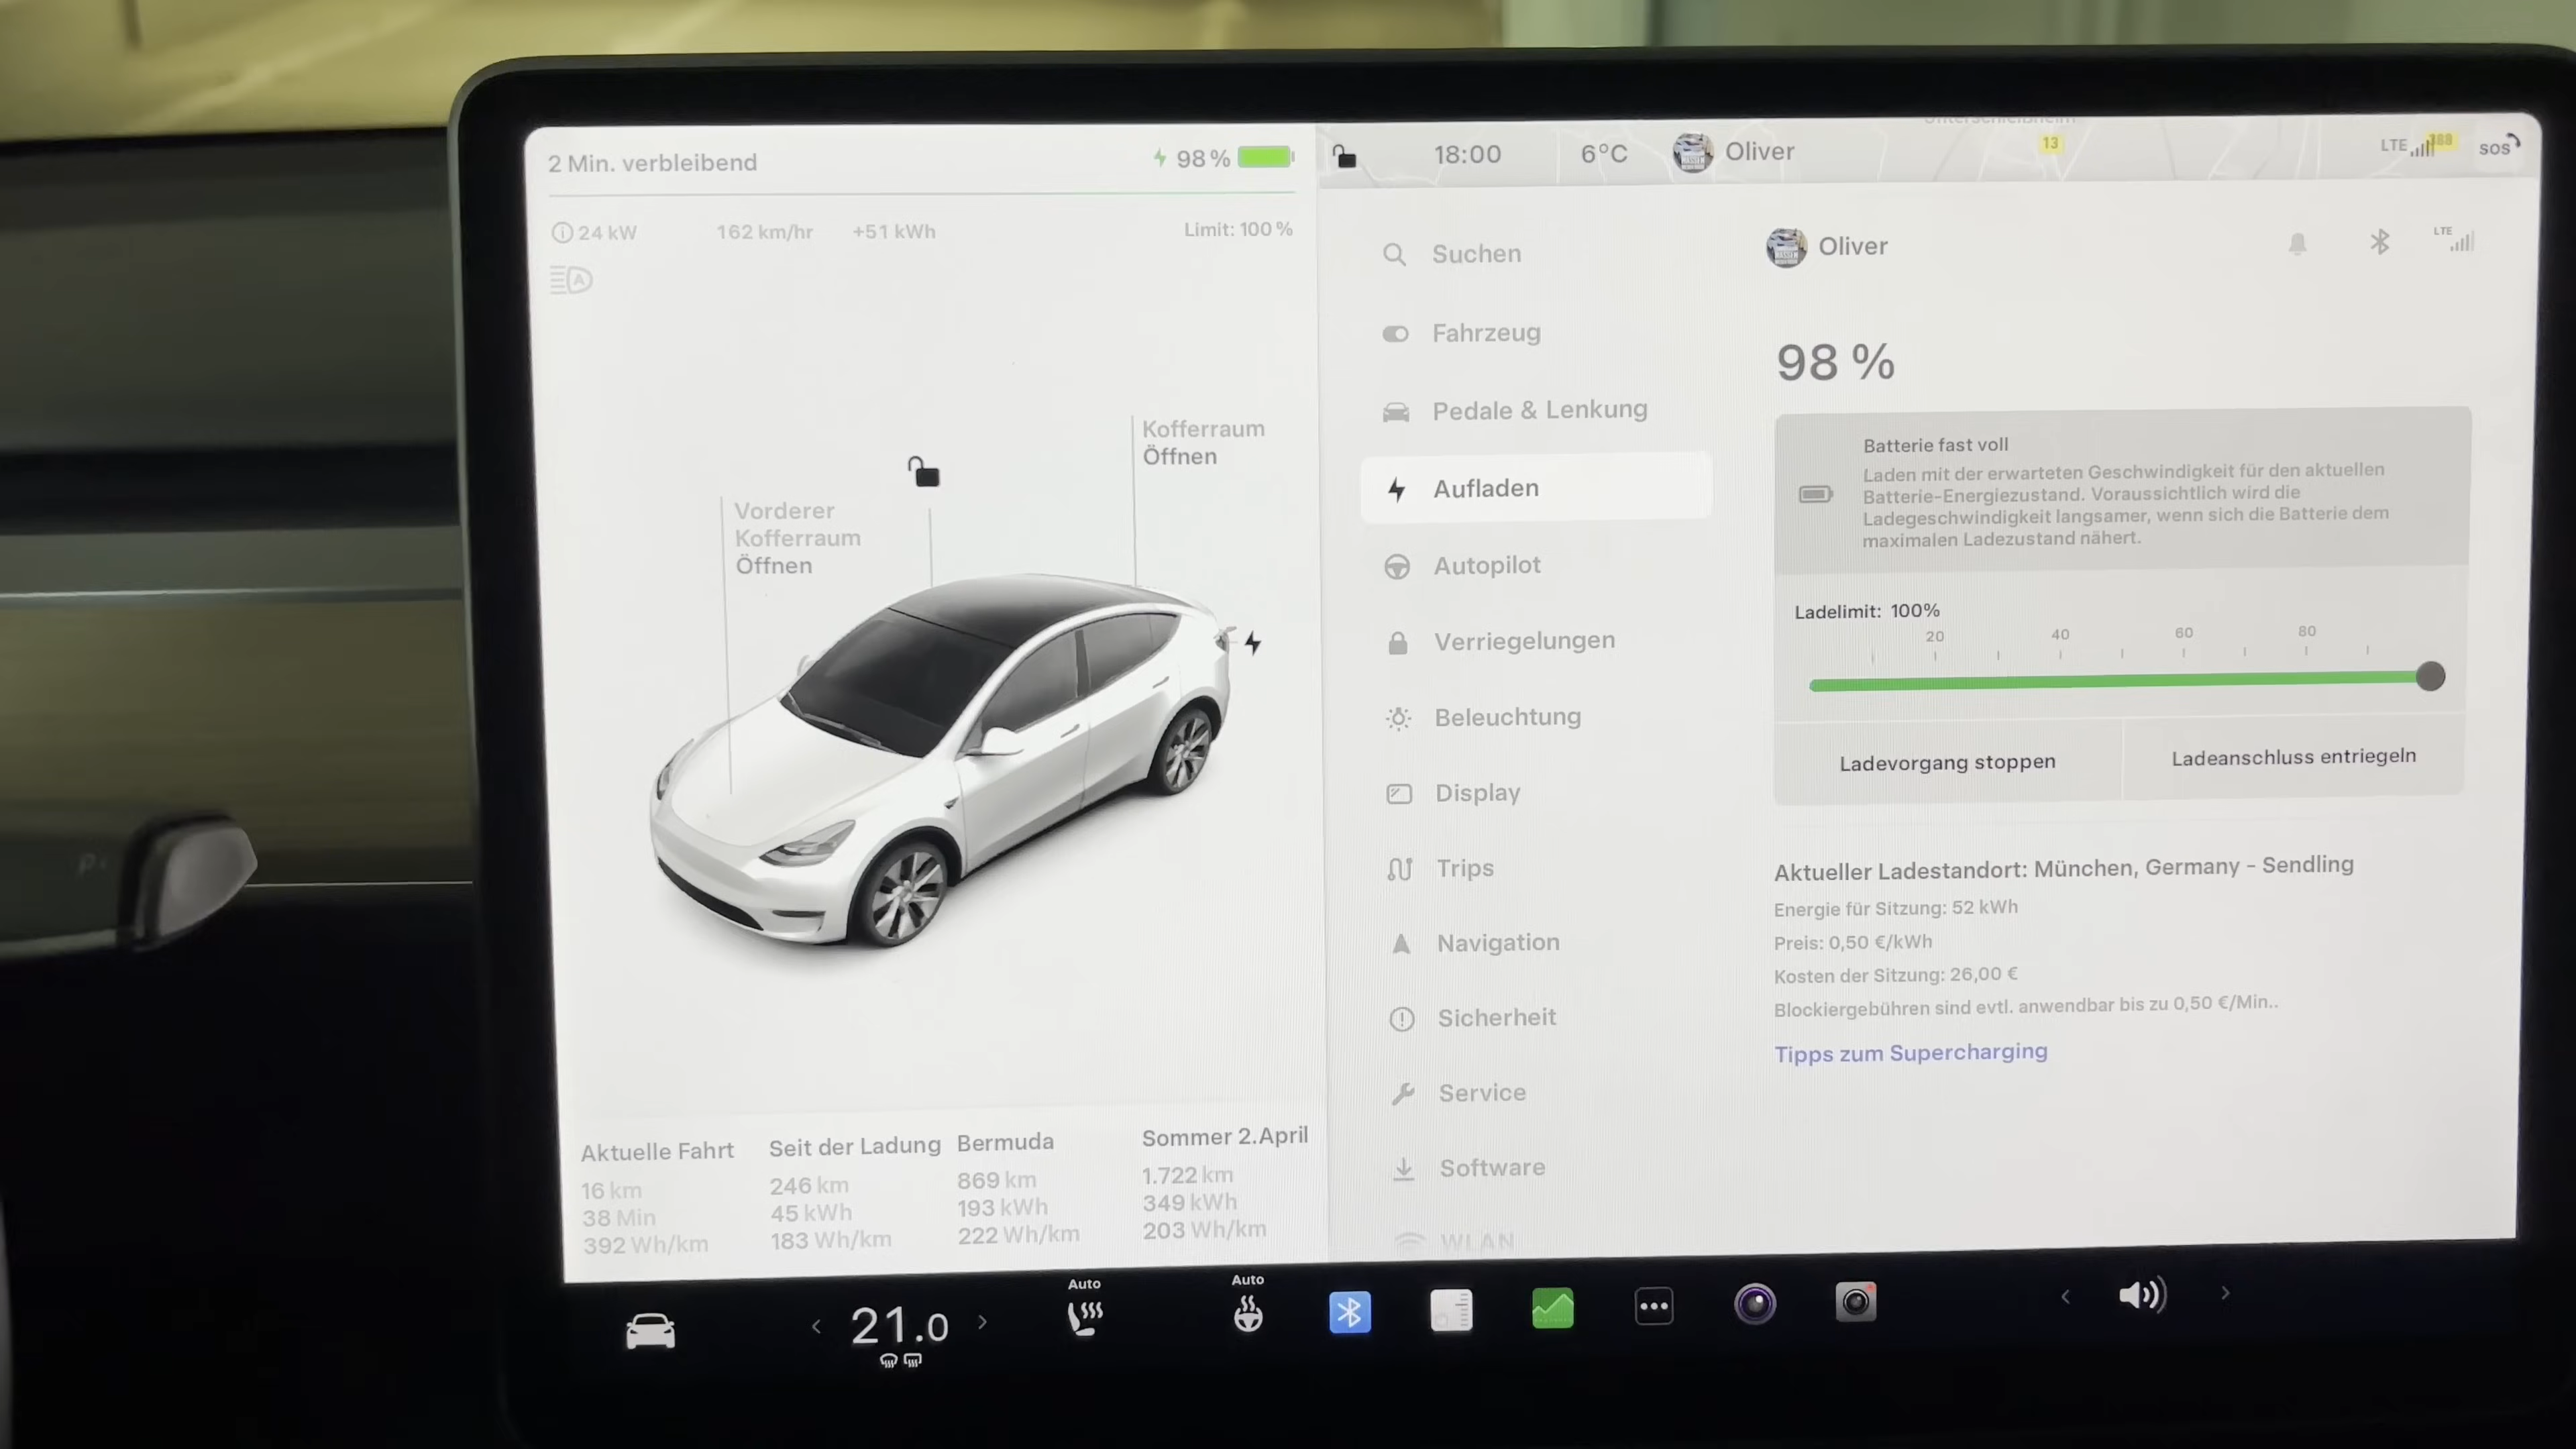 2 Min. verbleibend
98 %
18:00
6°C
Oliver
13
LTE
388
SOS
24 kW
162 km/hr
+51 kWh
Limit: 100 %
A
Kofferraum
Öffnen
Vorderer
Kofferraum
Öffnen
Aktuelle Fahrt
16 km
38 Min
392 Wh/km
Seit der Ladung
246 km
45 kWh
183 Wh/km
Bermuda
869 km
193 kWh
222 Wh/km
Sommer 2.April
1.722 km
349 kWh
203 Wh/km
Suchen
Fahrzeug
Pedale & Lenkung
Aufladen
Autopilot
Verriegelungen
Beleuchtung
Display
Trips
Navigation
Sicherheit
Service
Software
WLAN
Oliver
LTE
98 %
Batterie fast voll
Laden mit der erwarteten Geschwindigkeit für den aktuellen
Batterie-Energiezustand. Voraussichtlich wird die
Ladegeschwindigkeit langsamer, wenn sich die Batterie dem
maximalen Ladezustand nähert.
Ladelimit: 100%
20 40 60 80
Ladevorgang stoppen
Ladeanschluss entriegeln
Aktueller Ladestandort: München, Germany - Sendling
Energie für Sitzung: 52 kWh
Preis: 0,50 €/kWh
Kosten der Sitzung: 26,00 €
Blockiergebühren sind evtl. anwendbar bis zu 0,50 €/Min..
Tipps zum Supercharging
21.0
Auto
Auto